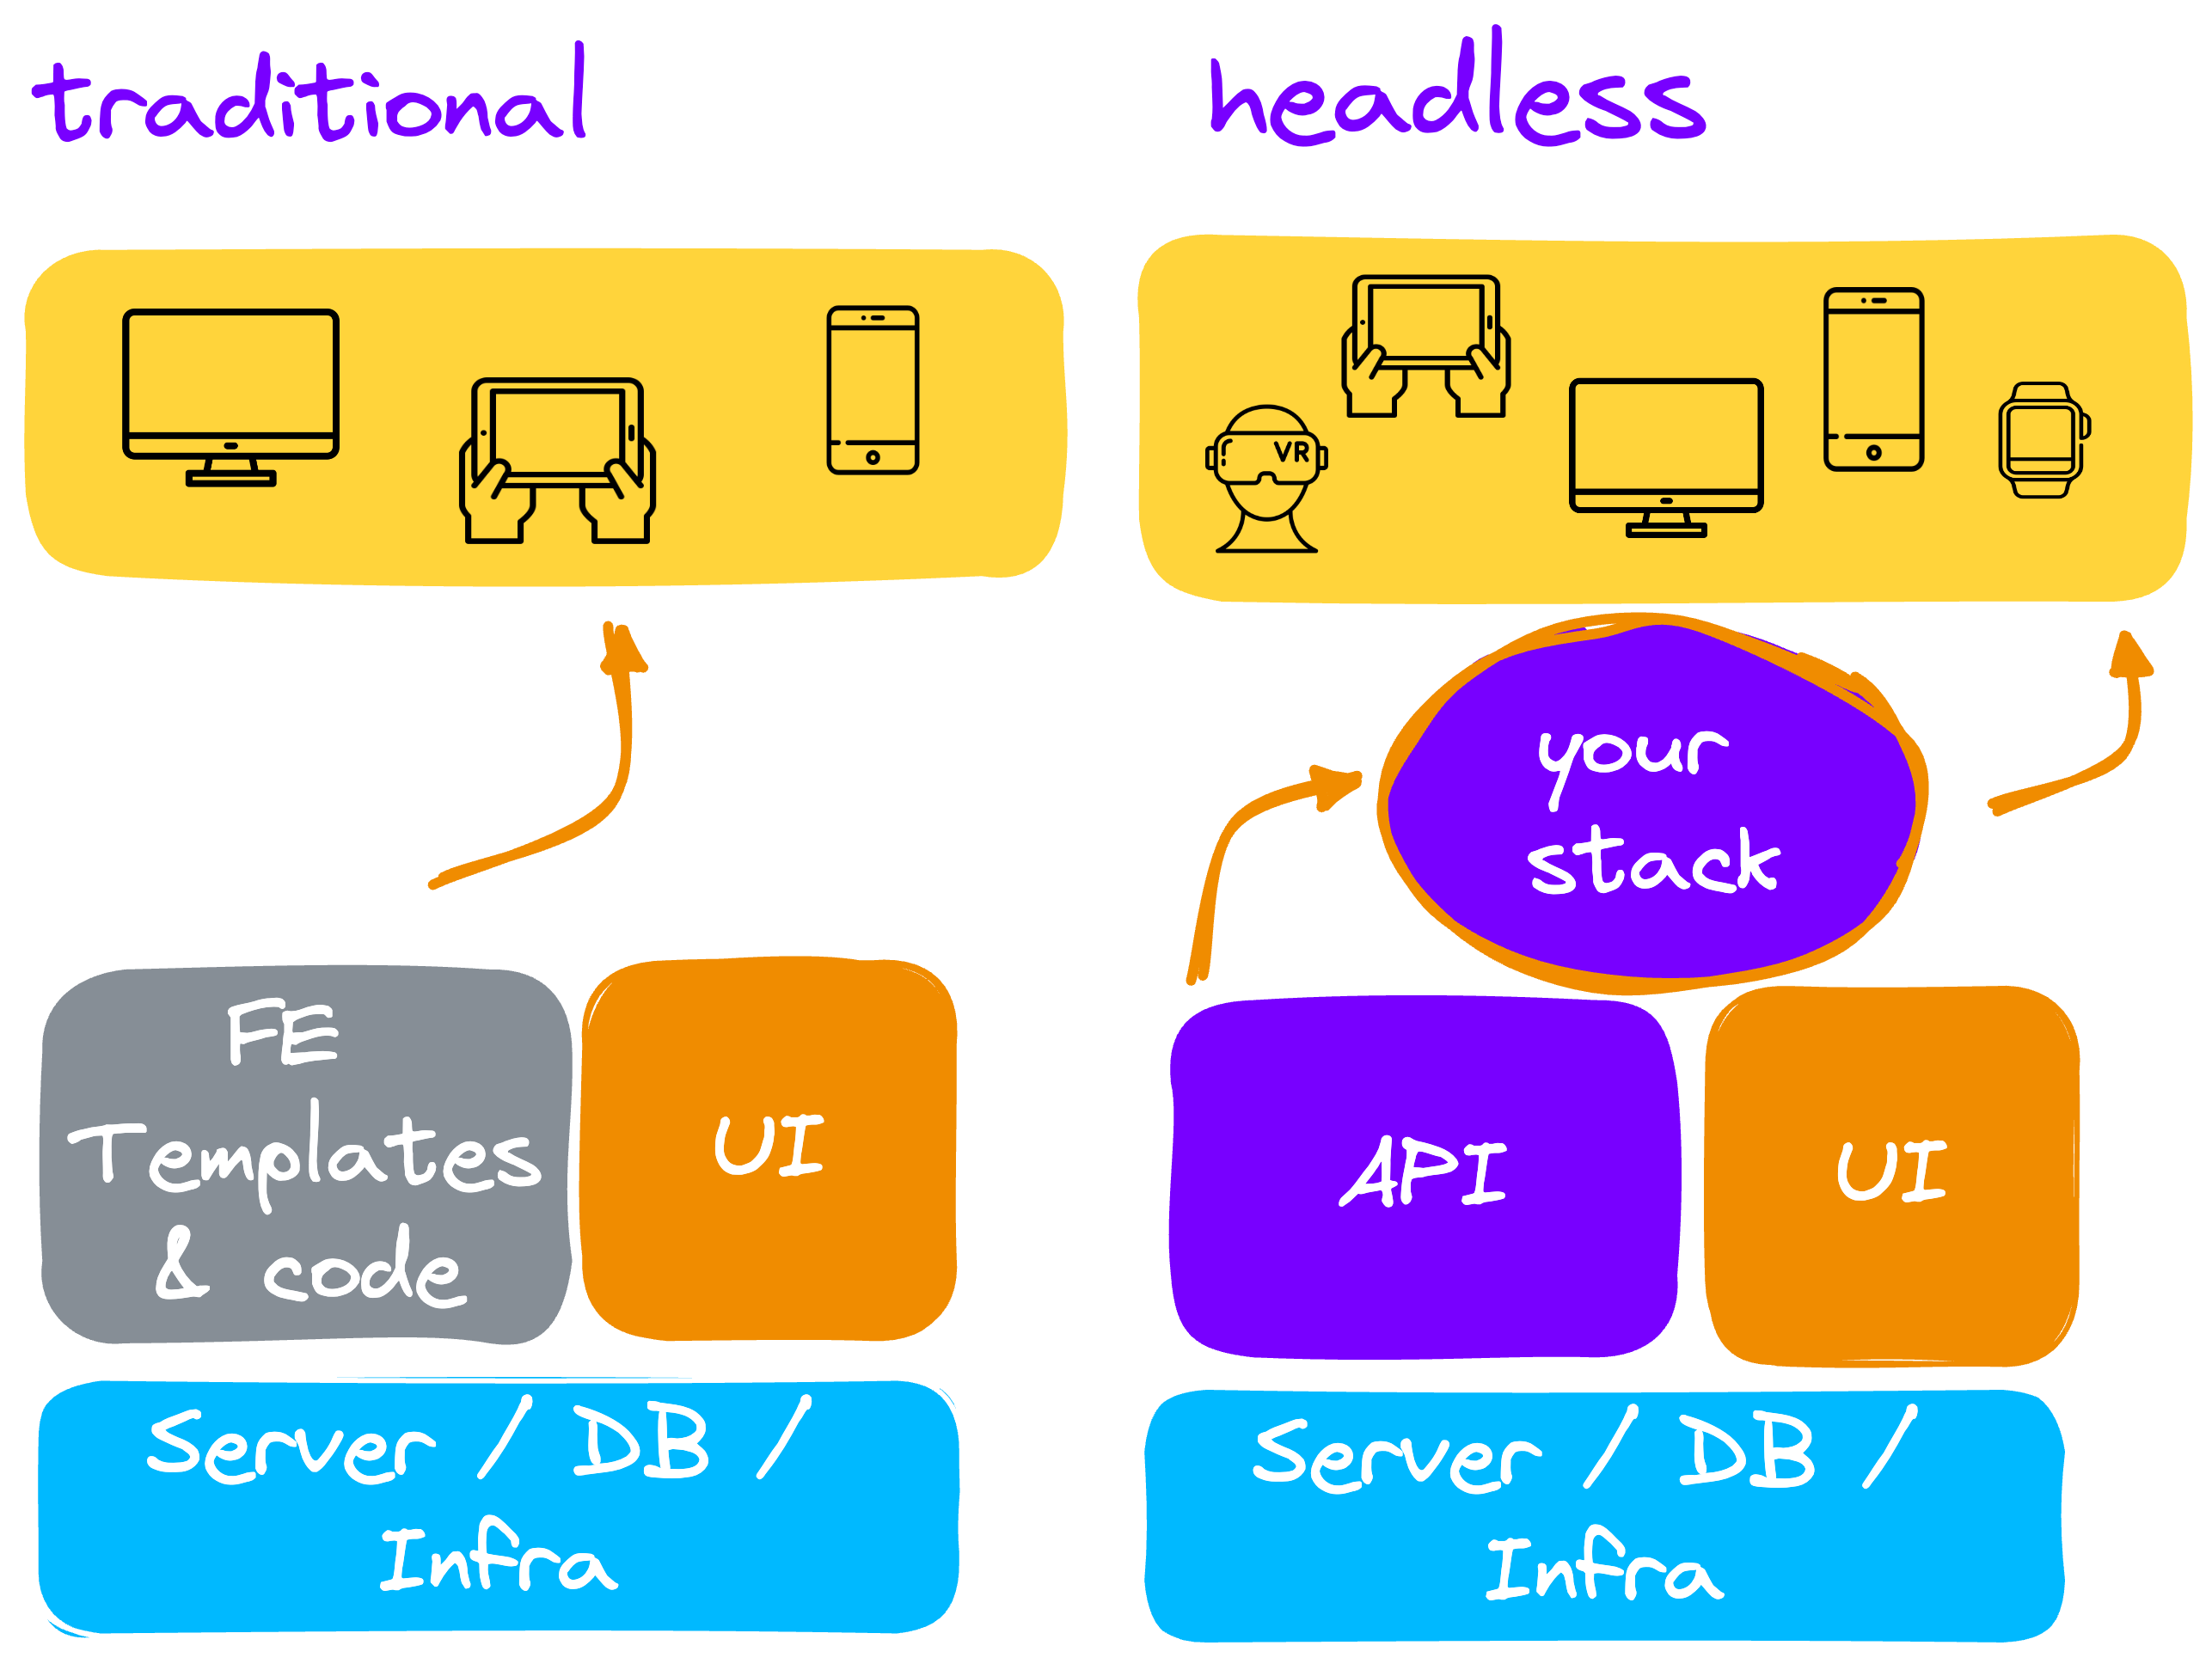 traditional
headless
VR
your
stack
FE
Templates
& code
UI
API
UI
Server / DB /
Infra
Server / DB /
Infra